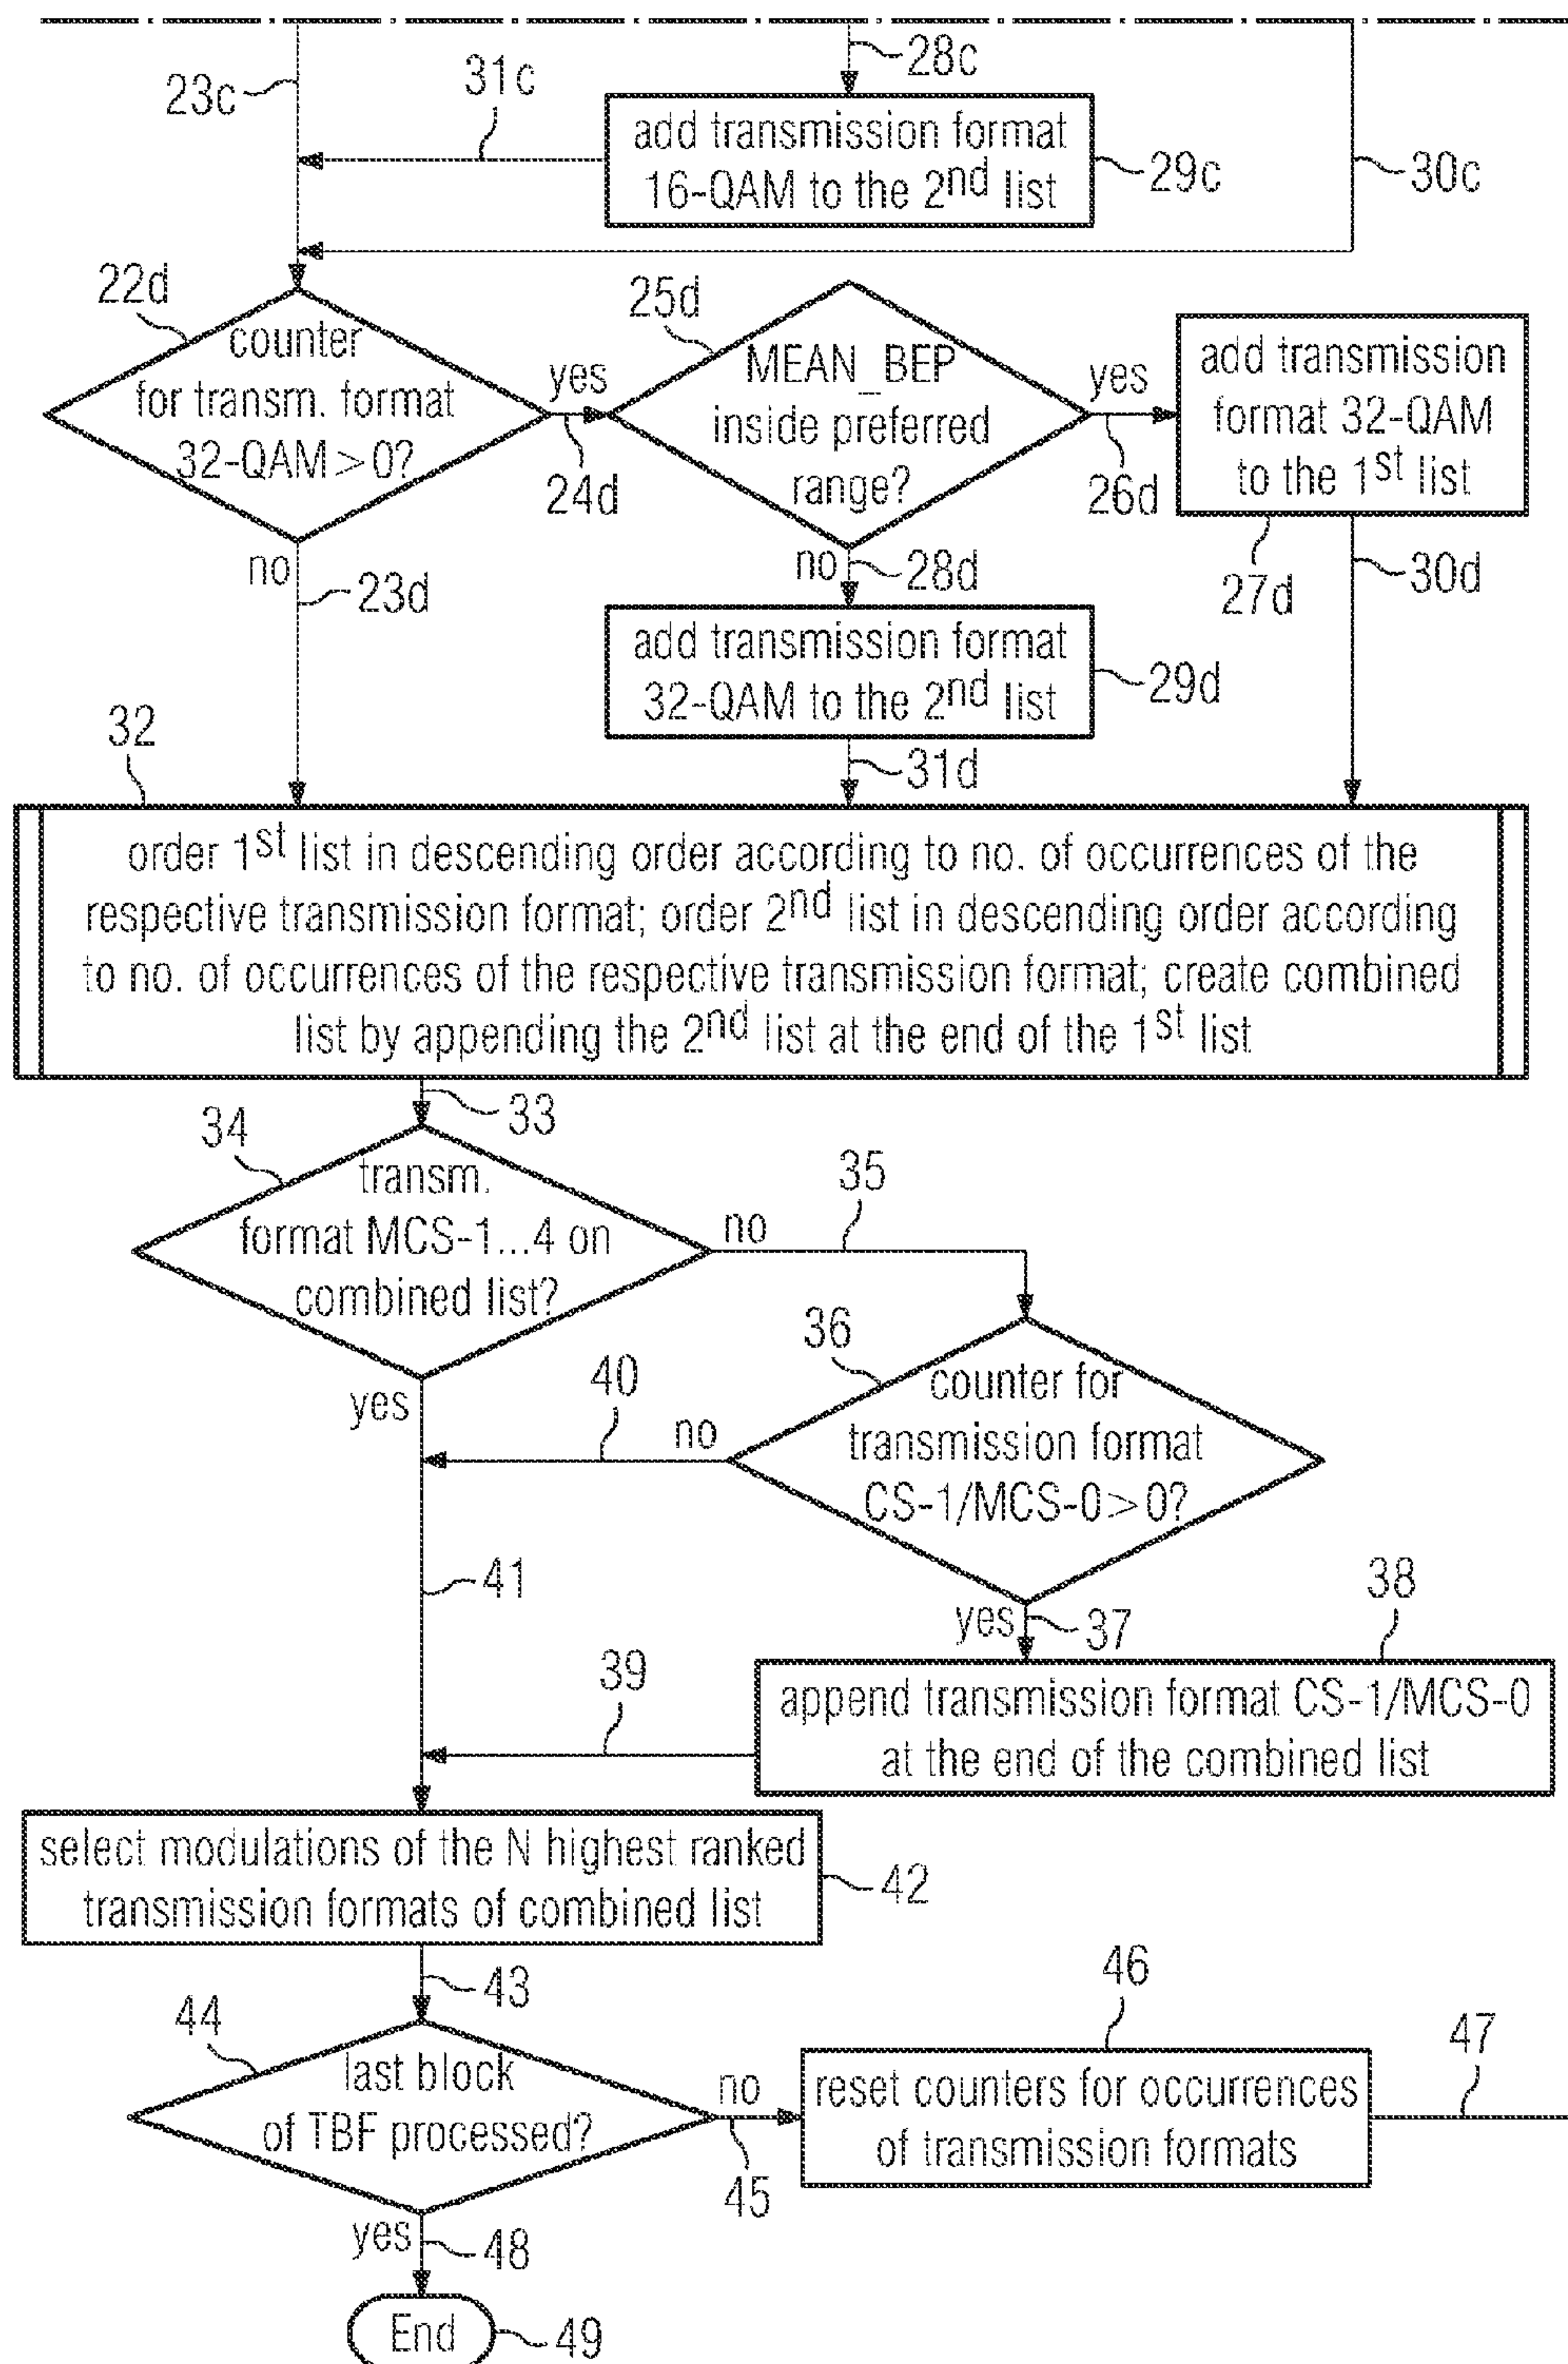 28c
23c
31c
add transmission format
16-QAM to the 2nd list
29c
30c
22d
counter
for transm. format
32-QAM>0?
yes
24d
25d
MEAN_BEP
inside preferred
range?
yes
26d
add transmission
format 32-QAM
to the 1st list
27d
30d
no
23d
no
28d
add transmission format
32-QAM to the 2nd list
29d
31d
32
order 1st list in descending order according to no. of occurrences of the
respective transmission format; order 2nd list in descending order according
to no. of occurrences of the respective transmission format; create combined
list by appending the 2nd list at the end of the 1st list
33
34
transm.
format MCS-1...4 on
combined list?
no
35
yes
36
counter for
transmission format
CS-1/MCS-0>0?
no
40
41
yes
37
38
append transmission format CS-1/MCS-0
at the end of the combined list
39
select modulations of the N highest ranked
transmission formats of combined list
42
43
44
last block
of TBF processed?
no
45
46
reset counters for occurrences
of transmission formats
47
yes
48
End
49